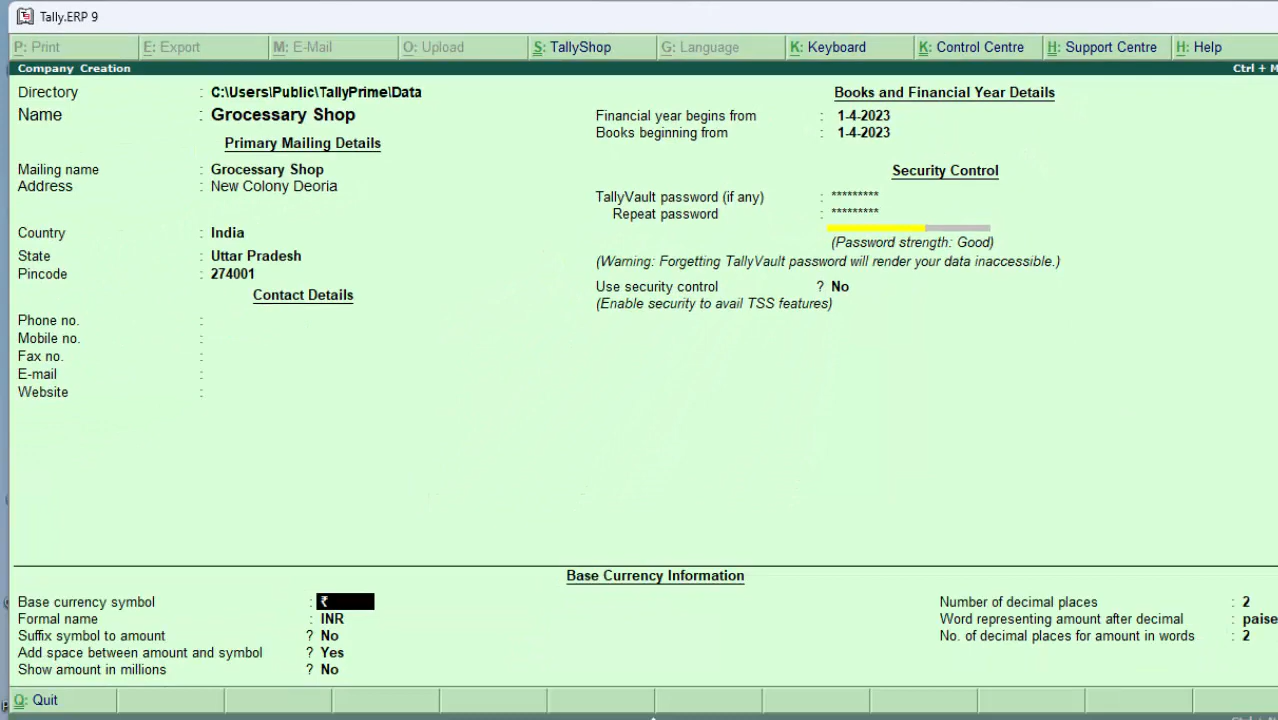 Tally.ERP 9
P: Print E: Export M: E-Mail O: Upload S: TallyShop G: Language K: Keyboard K: Control Centre H: Support Centre H: Help
Company Creation Ctrl + M
Directory : C:\Users\Public\TallyPrime\Data
Name : Grocessary Shop
Primary Mailing Details
Mailing name : Grocessary Shop
Address : New Colony Deoria
Country : India
State : Uttar Pradesh
Pincode : 274001
Contact Details
Phone no. :
Mobile no. :
Fax no. :
E-mail :
Website :
Books and Financial Year Details
Financial year begins from : 1-4-2023
Books beginning from : 1-4-2023
Security Control
TallyVault password (if any) : *********
Repeat password : *********
(Password strength: Good)
(Warning: Forgetting TallyVault password will render your data inaccessible.)
Use security control ? No
(Enable security to avail TSS features)
Base Currency Information
Base currency symbol : ₹
Formal name : INR
Suffix symbol to amount ? No
Add space between amount and symbol ? Yes
Show amount in millions ? No
Number of decimal places : 2
Word representing amount after decimal : paise
No. of decimal places for amount in words : 2
Q: Quit